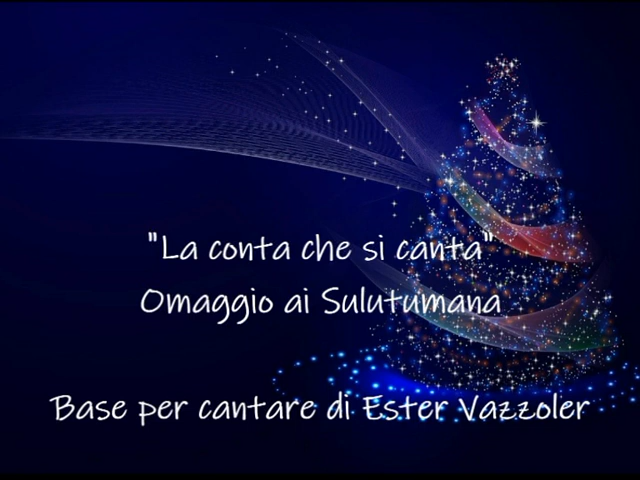 "La conta che si canta"
Omaggio ai Sulutumana
Base per cantare di Ester Vazzoler